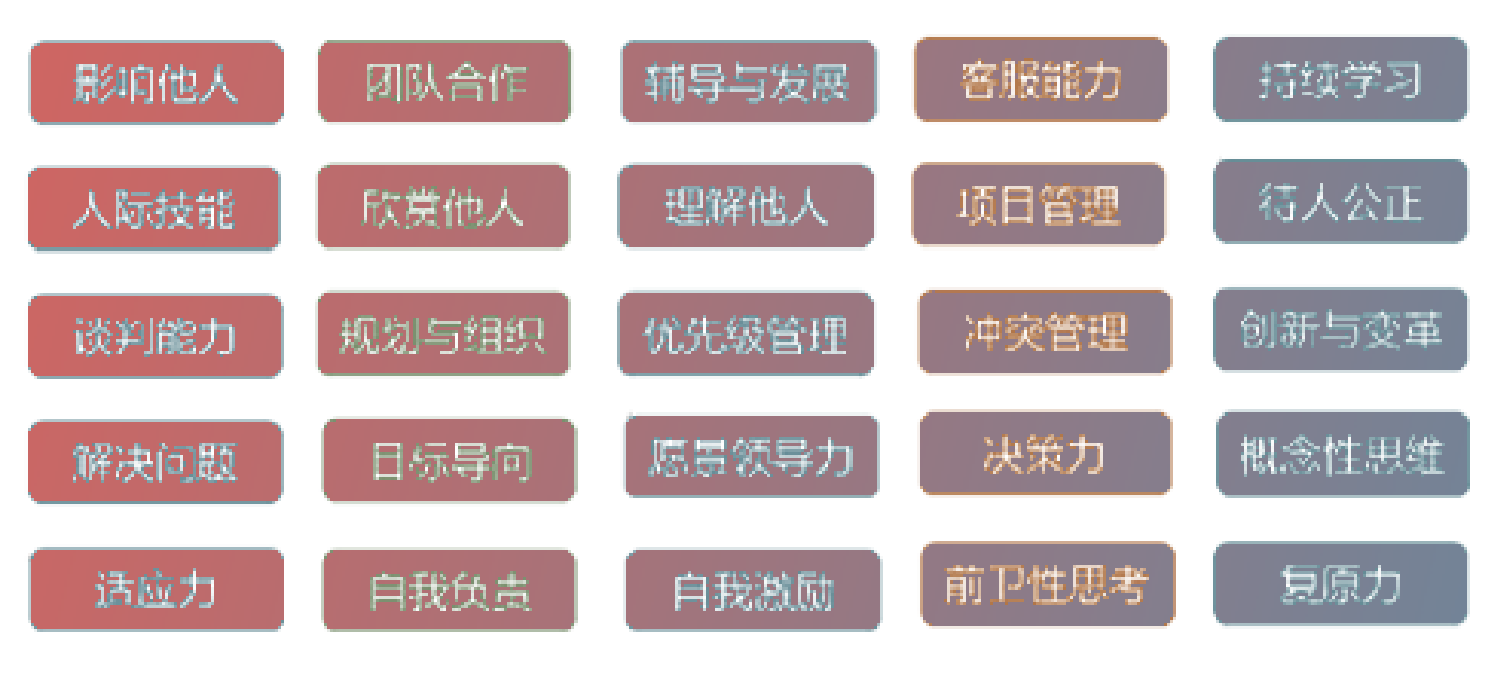 影响他人
团队合作
辅导与发展
客服能力
持续学习
人际技能
欣赏他人
理解他人
项目管理
待人公正
谈判能力
规划与组织
优先级管理
冲突管理
创新与变革
解决问题
目标导向
愿景领导力
决策力
概念性思维
适应力
自我负责
自我激励
前卫性思考
复原力